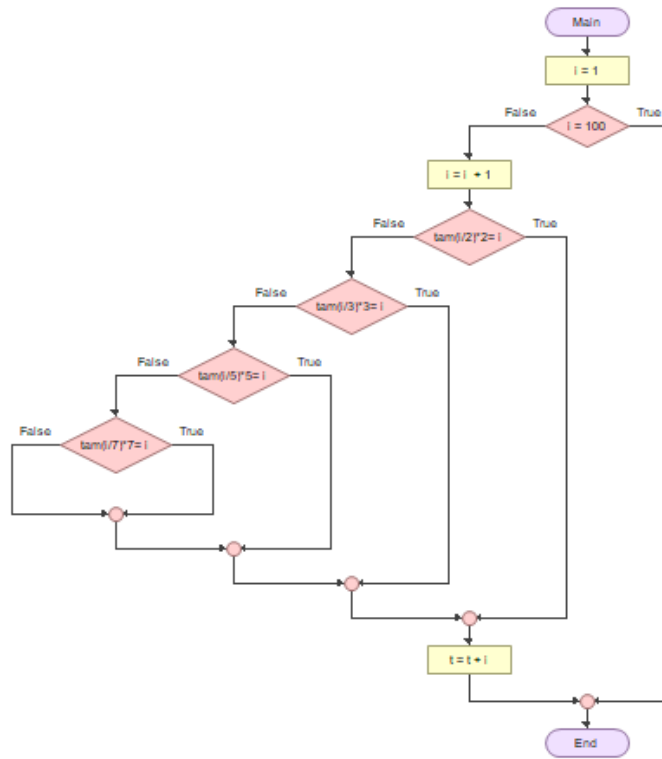 Main
i = 1
False
True
i = 100
i = i + 1
False
True
tam(i/2)*2= i
False
True
tam(i/3)*3= i
False
True
tam(i/5)*5= i
False
True
tam(i/7)*7= i
t = t + i
End